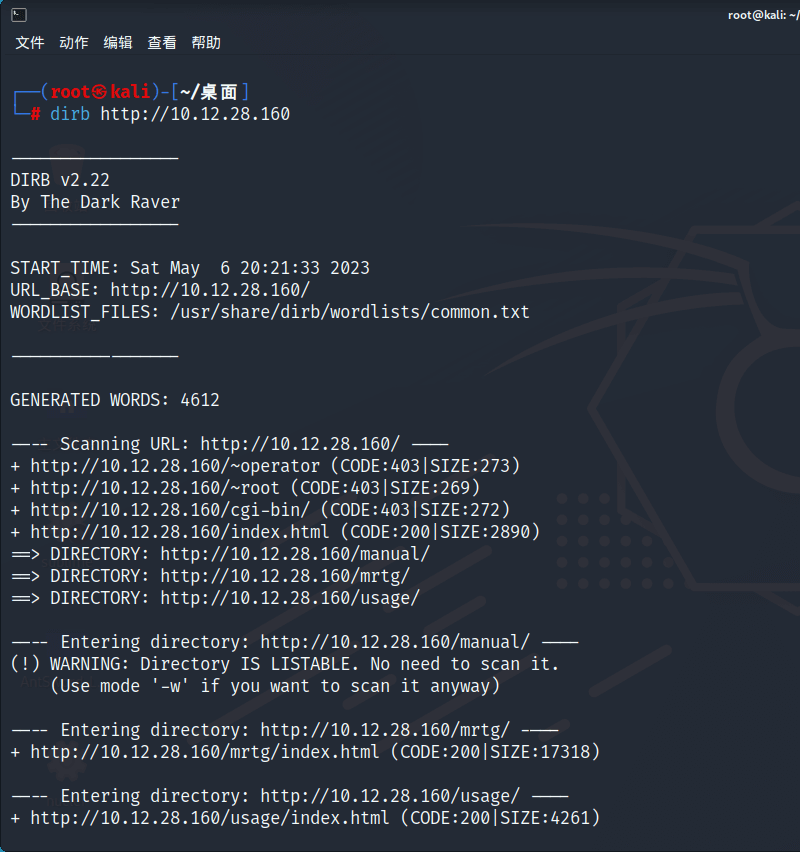 root@kali: ~/
文件 动作 编辑 查看 帮助
┌──(root㉿kali)-[~/桌面]
└─# dirb http://10.12.28.160
-----------------
DIRB v2.22
By The Dark Raver
-----------------
START_TIME: Sat May  6 20:21:33 2023
URL_BASE: http://10.12.28.160/
WORDLIST_FILES: /usr/share/dirb/wordlists/common.txt
-----------------
GENERATED WORDS: 4612
---- Scanning URL: http://10.12.28.160/ ----
+ http://10.12.28.160/~operator (CODE:403|SIZE:273)
+ http://10.12.28.160/~root (CODE:403|SIZE:269)
+ http://10.12.28.160/cgi-bin/ (CODE:403|SIZE:272)
+ http://10.12.28.160/index.html (CODE:200|SIZE:2890)
==> DIRECTORY: http://10.12.28.160/manual/
==> DIRECTORY: http://10.12.28.160/mrtg/
==> DIRECTORY: http://10.12.28.160/usage/
---- Entering directory: http://10.12.28.160/manual/ ----
(!) WARNING: Directory IS LISTABLE. No need to scan it.
    (Use mode '-w' if you want to scan it anyway)
---- Entering directory: http://10.12.28.160/mrtg/ ----
+ http://10.12.28.160/mrtg/index.html (CODE:200|SIZE:17318)
---- Entering directory: http://10.12.28.160/usage/ ----
+ http://10.12.28.160/usage/index.html (CODE:200|SIZE:4261)